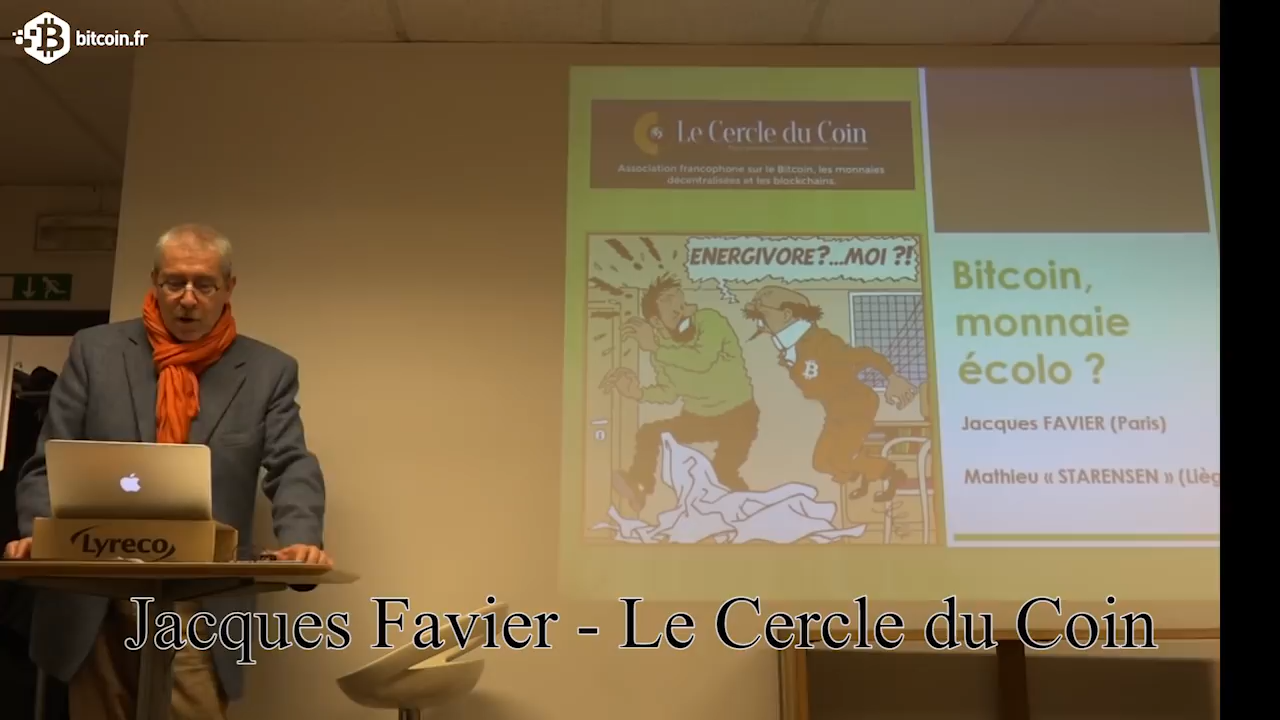 bitcoin.fr
Le Cercle du Coin
Association francophone sur le Bitcoin, les monnaies
décentralisées et les blockchains.
ENERGIVORE?...MOI ?!
Bitcoin,
monnaie
écolo ?
Jacques FAVIER (Paris)
Mathieu « STARENSEN » (Lièg
Lyreco
Jacques Favier - Le Cercle du Coin